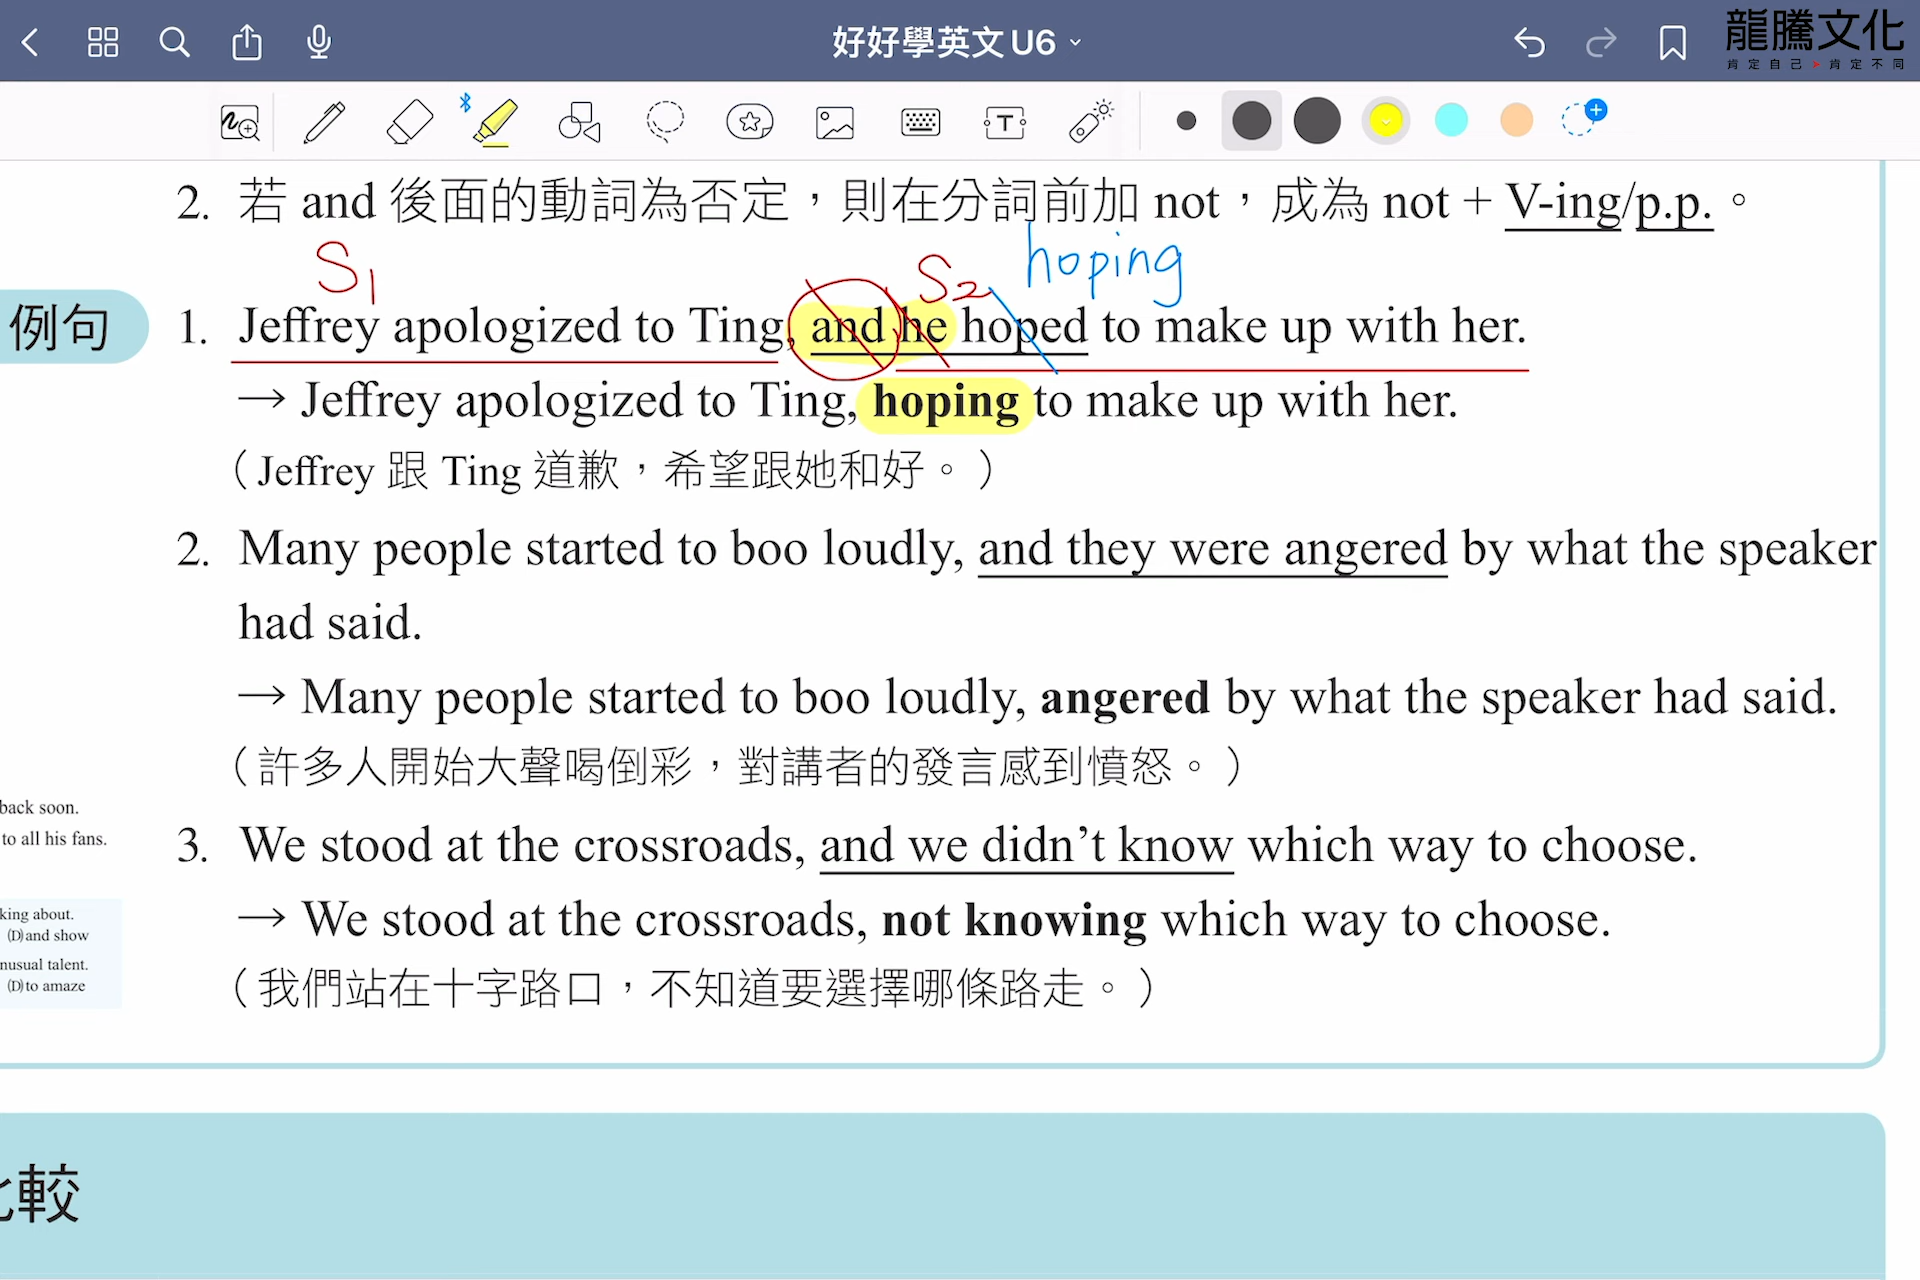 好好學英文 U6
龍騰文化
肯定自己 ➤ 肯定不同
2. 若 and 後面的動詞為否定，則在分詞前加 not，成為 not + V-ing/p.p.。
S1
S2
hoping
例句
1. Jeffrey apologized to Ting, and he hoped to make up with her.
→ Jeffrey apologized to Ting, hoping to make up with her.
（Jeffrey 跟 Ting 道歉，希望跟她和好。）
2. Many people started to boo loudly, and they were angered by what the speaker
had said.
→ Many people started to boo loudly, angered by what the speaker had said.
（許多人開始大聲喝倒彩，對講者的發言感到憤怒。）
3. We stood at the crossroads, and we didn’t know which way to choose.
→ We stood at the crossroads, not knowing which way to choose.
（我們站在十字路口，不知道要選擇哪條路走。）
back soon.
to all his fans.
king about.
(D)and show
nusual talent.
(D)to amaze
較